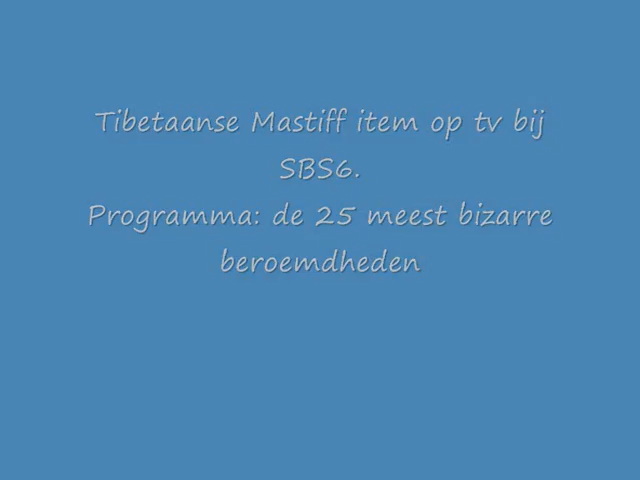 Tibetaanse Mastiff item op tv bij
SBS6.
Programma: de 25 meest bizarre
beroemdheden